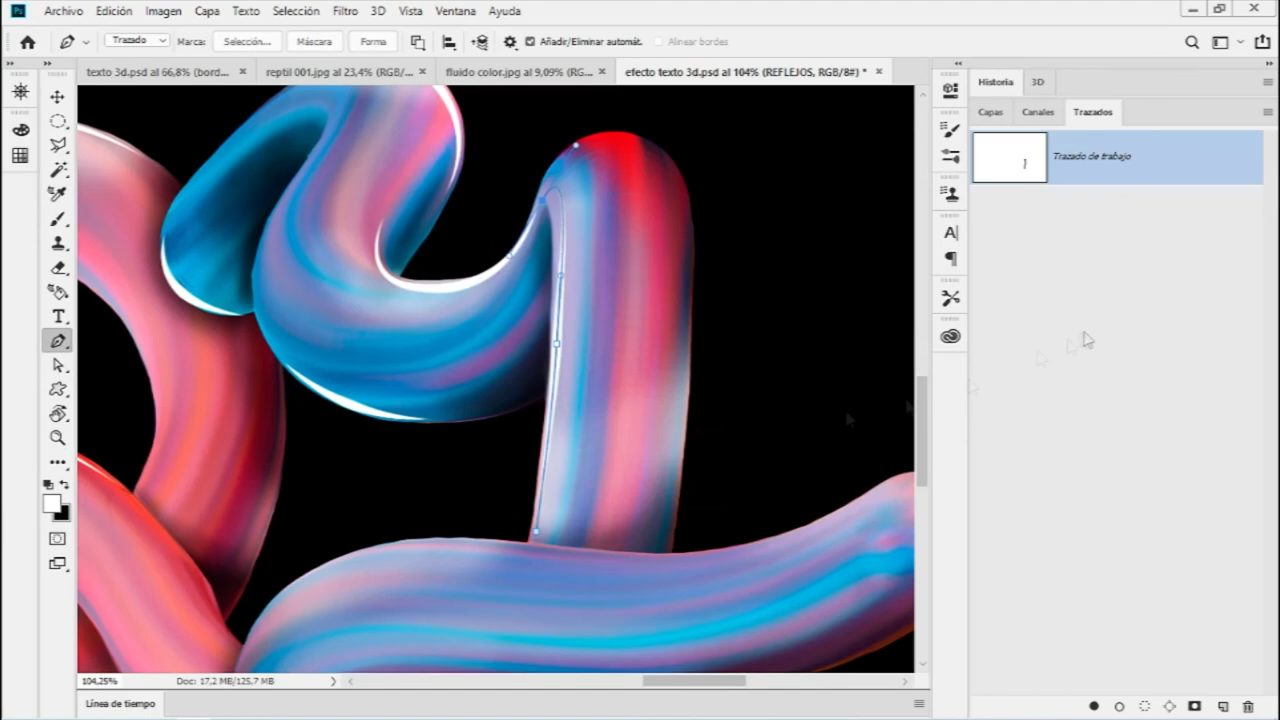 Ps Archivo Edición Imagen Capa Texto Selección Filtro 3D Vista Ventana Ayuda
Trazado Marca: Selección... Máscara Forma Añadir/Eliminar automát. Alinear bordes
texto 3d.psd al 66,8% (bord... × reptil 001.jpg al 23,4% (RGB/... × fluido color.jpg al 9,09% (RG... × efecto texto 3d.psd al 104% (REFLEJOS, RGB/8#) * ×
Historia 3D
Capas Canales Trazados
Trazado de trabajo
104,25% Doc: 17,2 MB/125,7 MB
Línea de tiempo